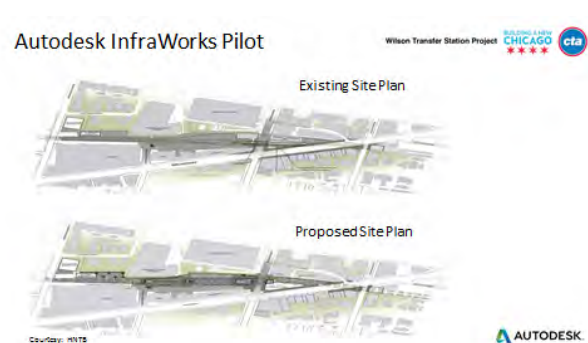 Autodesk InfraWorks Pilot
Wilson Transfer Station Project
BUILDING A NEW
CHICAGO
cta
Existing Site Plan
Proposed Site Plan
Courtesy: HNTB
AUTODESK